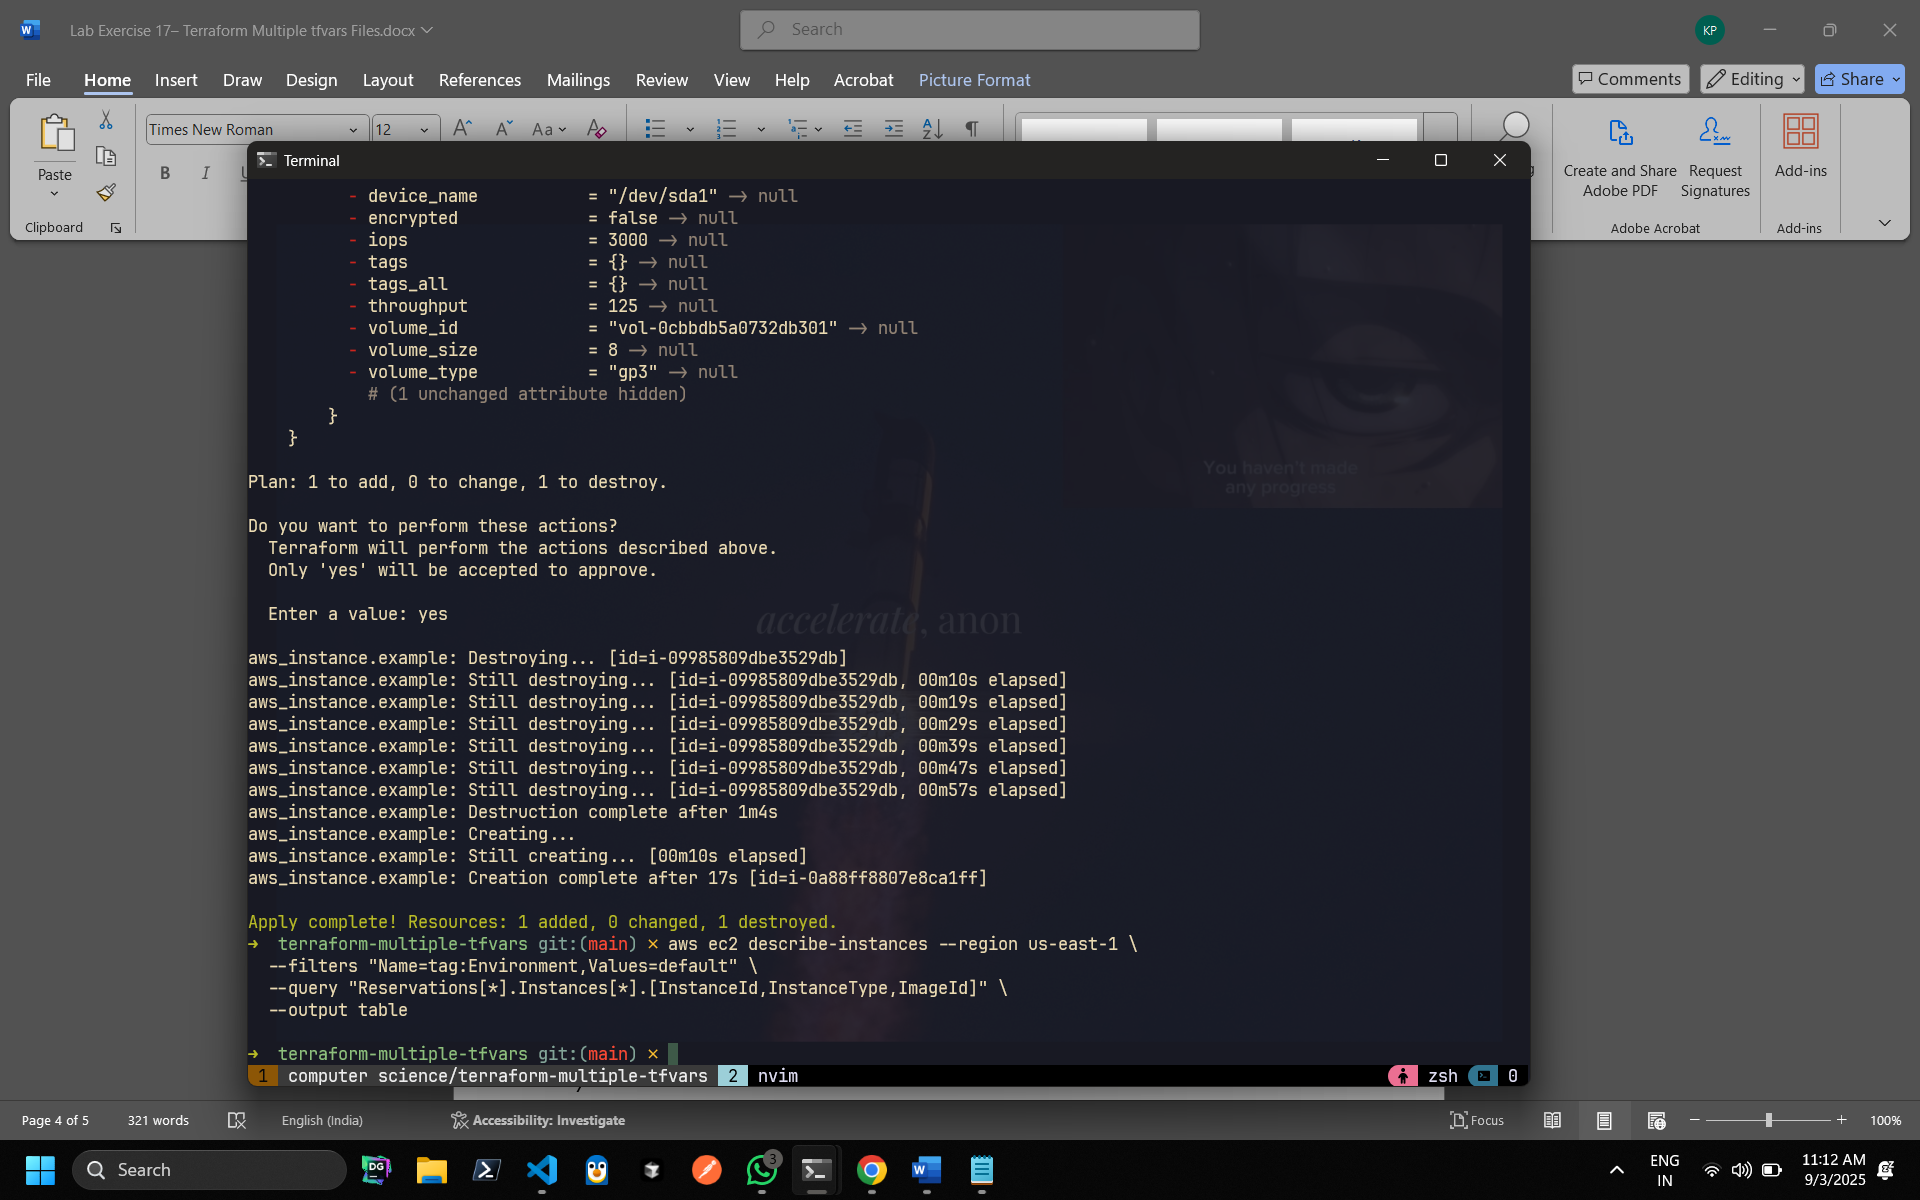 Lab Exercise 17– Terraform Multiple tfvars Files.docx
Search
KP
File
Home
Insert
Draw
Design
Layout
References
Mailings
Review
View
Help
Acrobat
Picture Format
Comments
Editing
Share
Paste
Clipboard
Times New Roman
12
Aa
B
I
Create and Share
Adobe PDF
Request
Signatures
Adobe Acrobat
Add-ins
Add-ins
Terminal
- device_name = "/dev/sda1" -> null
- encrypted = false -> null
- iops = 3000 -> null
- tags = {} -> null
- tags_all = {} -> null
- throughput = 125 -> null
- volume_id = "vol-0cbbdb5a0732db301" -> null
- volume_size = 8 -> null
- volume_type = "gp3" -> null
# (1 unchanged attribute hidden)
}
}
You haven't made
any progress
Plan: 1 to add, 0 to change, 1 to destroy.
Do you want to perform these actions?
Terraform will perform the actions described above.
Only 'yes' will be accepted to approve.
Enter a value: yes
accelerate, anon
aws_instance.example: Destroying... [id=i-09985809dbe3529db]
aws_instance.example: Still destroying... [id=i-09985809dbe3529db, 00m10s elapsed]
aws_instance.example: Still destroying... [id=i-09985809dbe3529db, 00m19s elapsed]
aws_instance.example: Still destroying... [id=i-09985809dbe3529db, 00m29s elapsed]
aws_instance.example: Still destroying... [id=i-09985809dbe3529db, 00m39s elapsed]
aws_instance.example: Still destroying... [id=i-09985809dbe3529db, 00m47s elapsed]
aws_instance.example: Still destroying... [id=i-09985809dbe3529db, 00m57s elapsed]
aws_instance.example: Destruction complete after 1m4s
aws_instance.example: Creating...
aws_instance.example: Still creating... [00m10s elapsed]
aws_instance.example: Creation complete after 17s [id=i-0a88ff8807e8ca1ff]
Apply complete! Resources: 1 added, 0 changed, 1 destroyed.
→ terraform-multiple-tfvars git:(main) × aws ec2 describe-instances --region us-east-1 \
--filters "Name=tag:Environment,Values=default" \
--query "Reservations[*].Instances[*].[InstanceId,InstanceType,ImageId]" \
--output table
→ terraform-multiple-tfvars git:(main) ×
1 computer science/terraform-multiple-tfvars 2 nvim
zsh 0
Page 4 of 5
321 words
English (India)
Accessibility: Investigate
Focus
100%
Search
3
ENG
IN
11:12 AM
9/3/2025